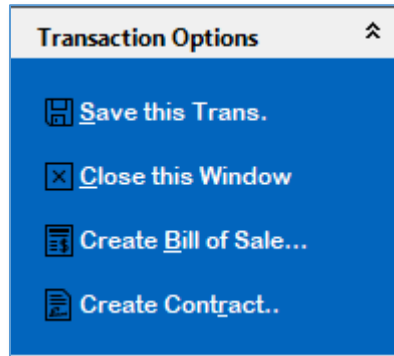 Transaction Options
Save this Trans.
Close this Window
Create Bill of Sale...
Create Contract..